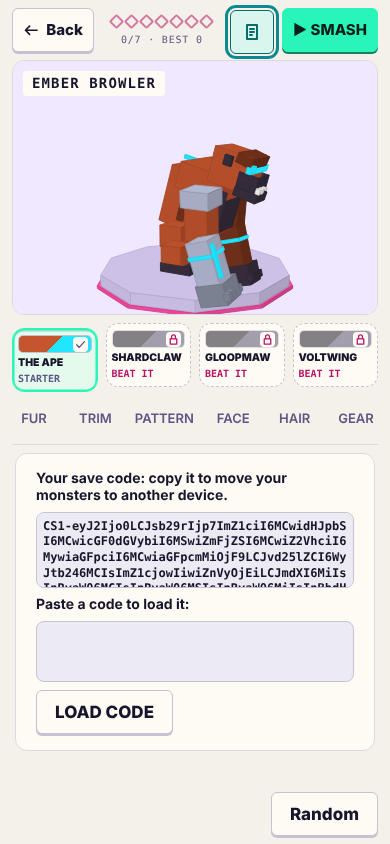 ← Back
0/7 · BEST 0
▶ SMASH
EMBER BROWLER
THE APE
STARTER
SHARDCLAW
BEAT IT
GLOOPMAW
BEAT IT
VOLTWING
BEAT IT
FUR TRIM PATTERN FACE HAIR GEAR
Your save code: copy it to move your
monsters to another device.
CS1-eyJ2Ijo0LCJsb29rIjp7ImZ1ciI6MCwidHJpbS
I6MCwicGF0dGVybiI6MSwiZmFjZSI6MCwiZ2VhciI6
MywiaGFpciI6MCwiaGFpcmMiOjF9LCJvd25lZCI6Wy
Jtb246MCIsImZ1cjowIiwiZnVyOjEiLCJmdXI6MiIs
Paste a code to load it:
LOAD CODE
Random